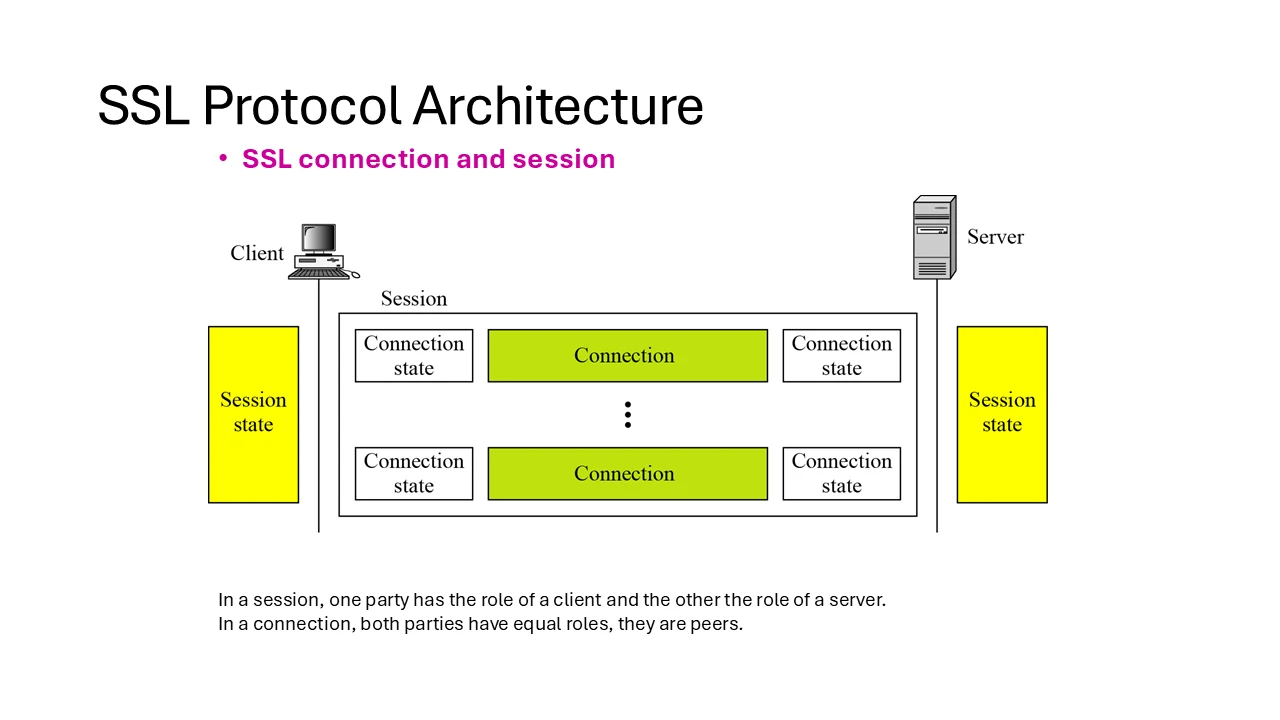 SSL Protocol Architecture
• SSL connection and session
Client
Server
Session
Session
state
Connection
state
Connection
Connection
state
Session
state
Connection
state
Connection
Connection
state
In a session, one party has the role of a client and the other the role of a server.
In a connection, both parties have equal roles, they are peers.